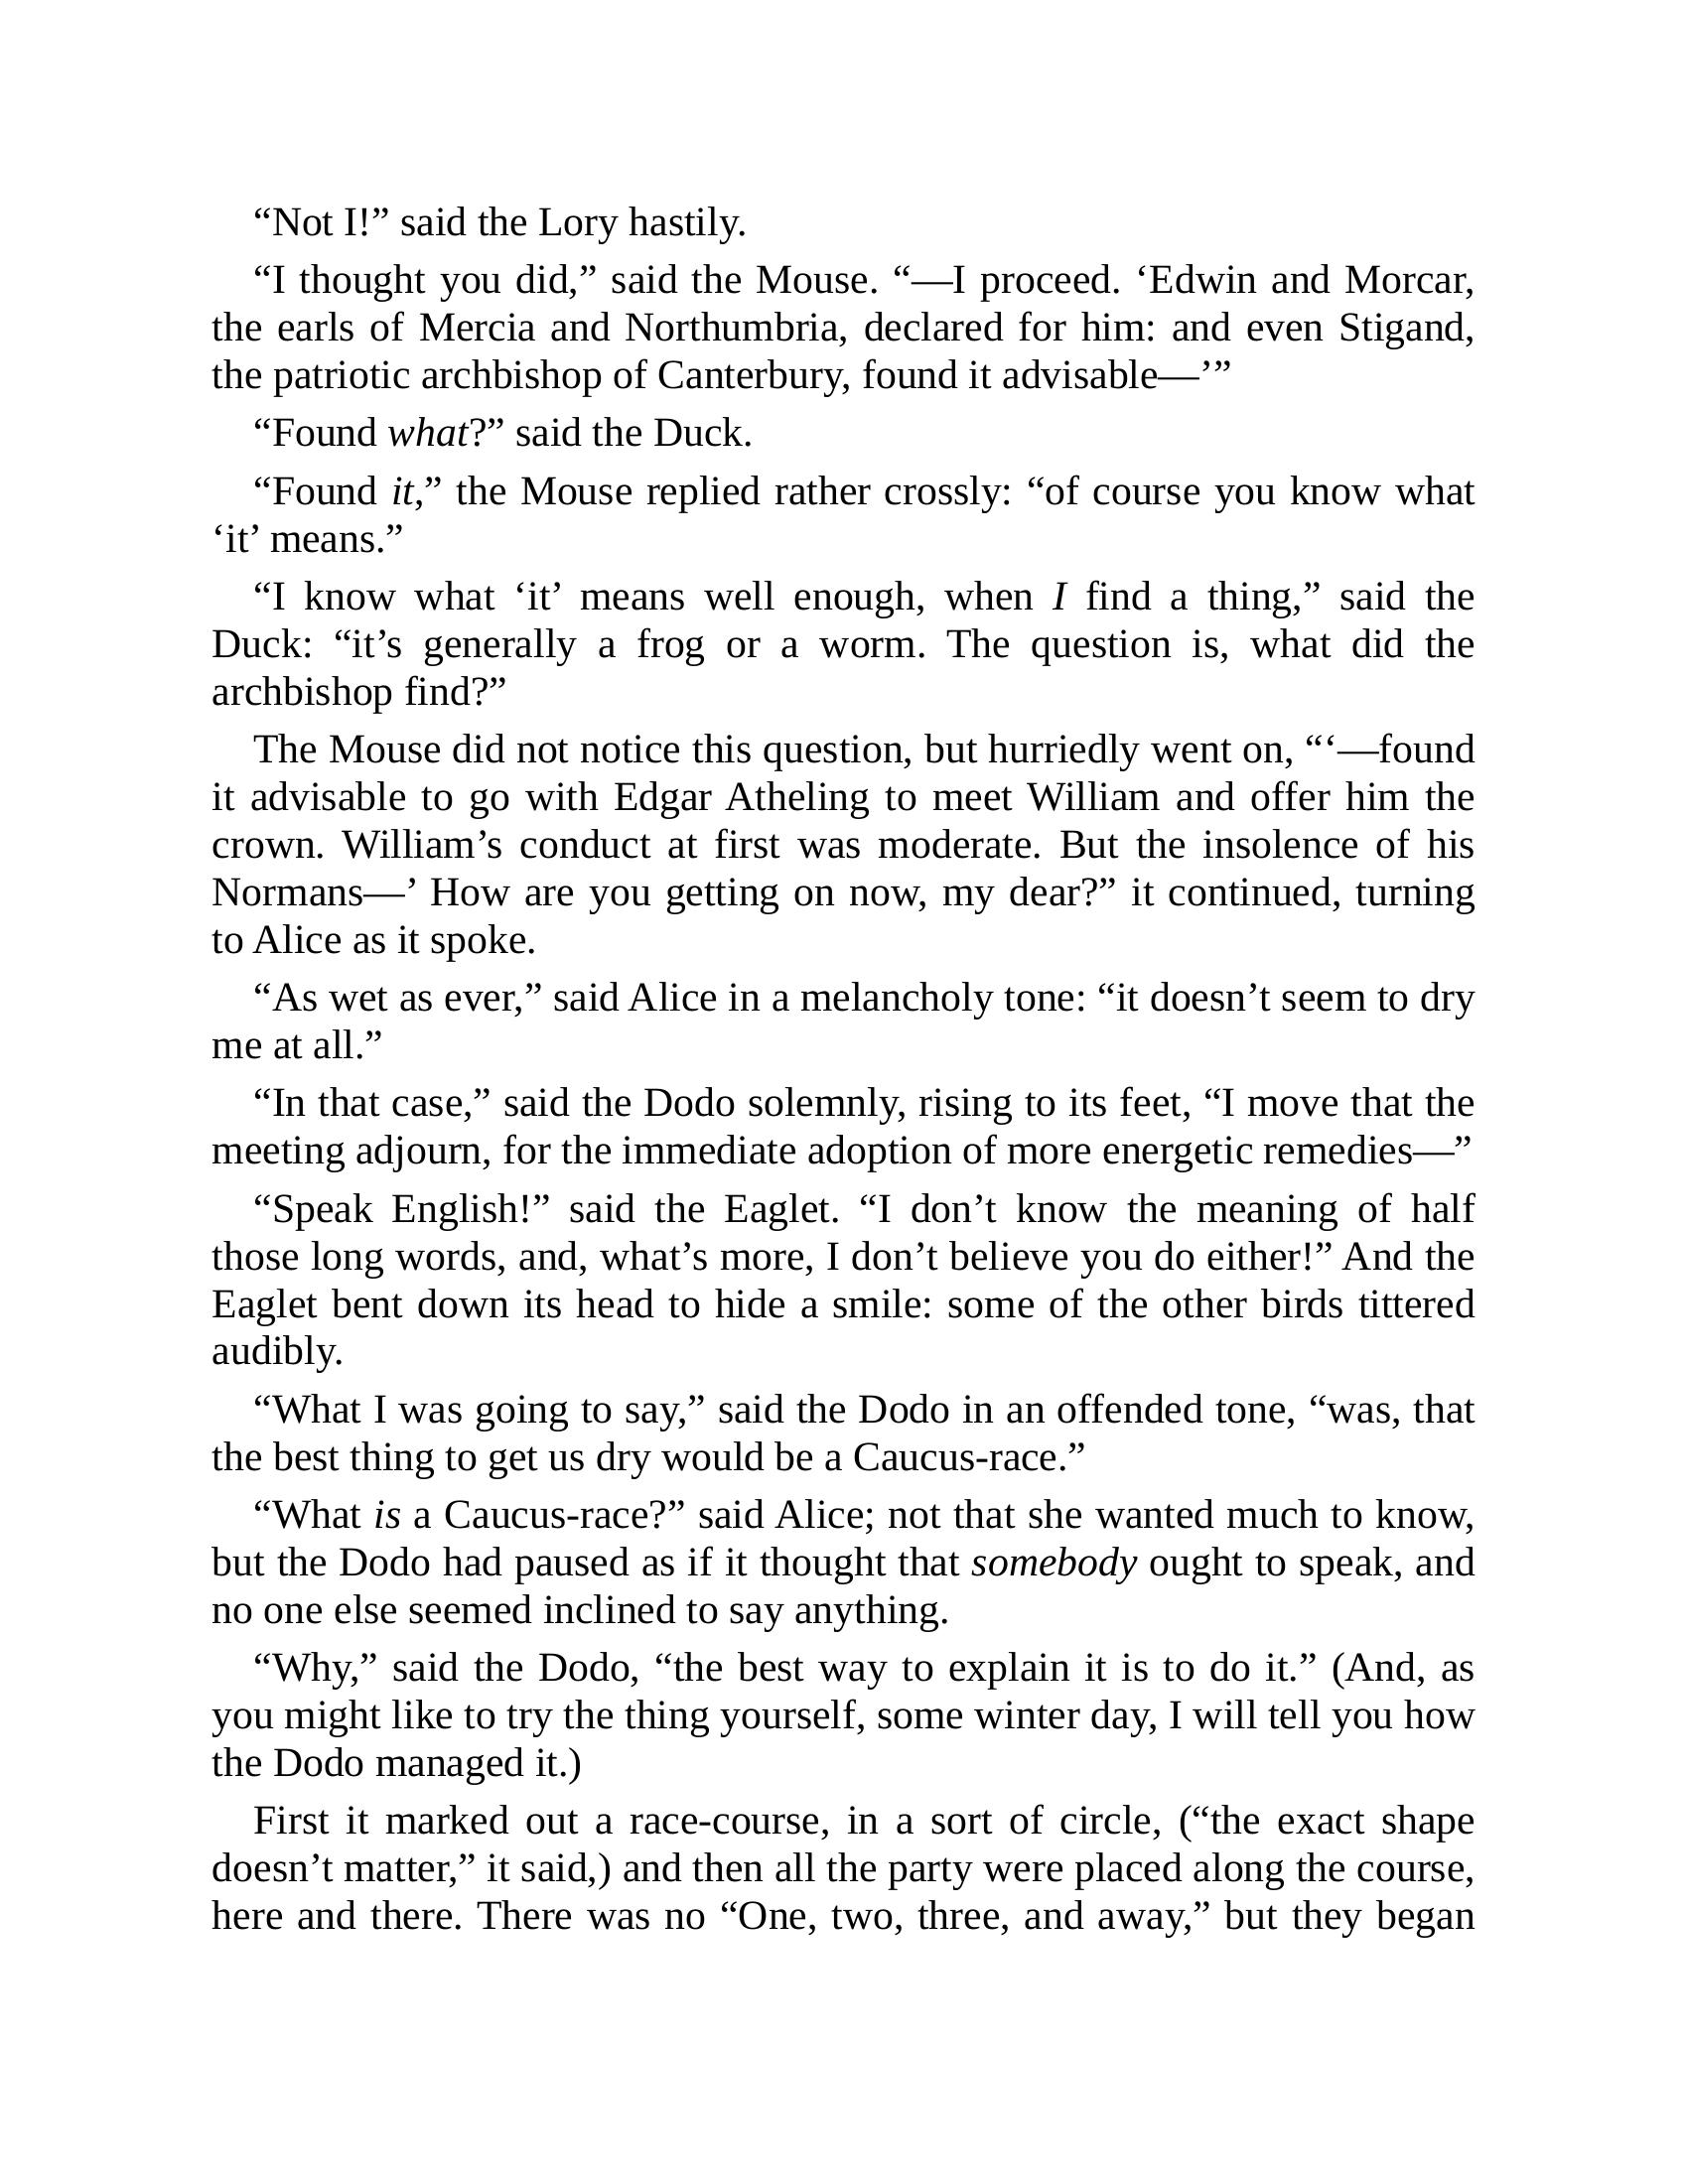 “Not I!” said the Lory hastily.
“I thought you did,” said the Mouse. “—I proceed. ‘Edwin and Morcar,
the earls of Mercia and Northumbria, declared for him: and even Stigand,
the patriotic archbishop of Canterbury, found it advisable—’”
“Found what?” said the Duck.
“Found it,” the Mouse replied rather crossly: “of course you know what
‘it’ means.”
“I know what ‘it’ means well enough, when I find a thing,” said the
Duck: “it’s generally a frog or a worm. The question is, what did the
archbishop find?”
The Mouse did not notice this question, but hurriedly went on, “‘—found
it advisable to go with Edgar Atheling to meet William and offer him the
crown. William’s conduct at first was moderate. But the insolence of his
Normans—’ How are you getting on now, my dear?” it continued, turning
to Alice as it spoke.
“As wet as ever,” said Alice in a melancholy tone: “it doesn’t seem to dry
me at all.”
“In that case,” said the Dodo solemnly, rising to its feet, “I move that the
meeting adjourn, for the immediate adoption of more energetic remedies—”
“Speak English!” said the Eaglet. “I don’t know the meaning of half
those long words, and, what’s more, I don’t believe you do either!” And the
Eaglet bent down its head to hide a smile: some of the other birds tittered
audibly.
“What I was going to say,” said the Dodo in an offended tone, “was, that
the best thing to get us dry would be a Caucus-race.”
“What is a Caucus-race?” said Alice; not that she wanted much to know,
but the Dodo had paused as if it thought that somebody ought to speak, and
no one else seemed inclined to say anything.
“Why,” said the Dodo, “the best way to explain it is to do it.” (And, as
you might like to try the thing yourself, some winter day, I will tell you how
the Dodo managed it.)
First it marked out a race-course, in a sort of circle, (“the exact shape
doesn’t matter,” it said,) and then all the party were placed along the course,
here and there. There was no “One, two, three, and away,” but they began